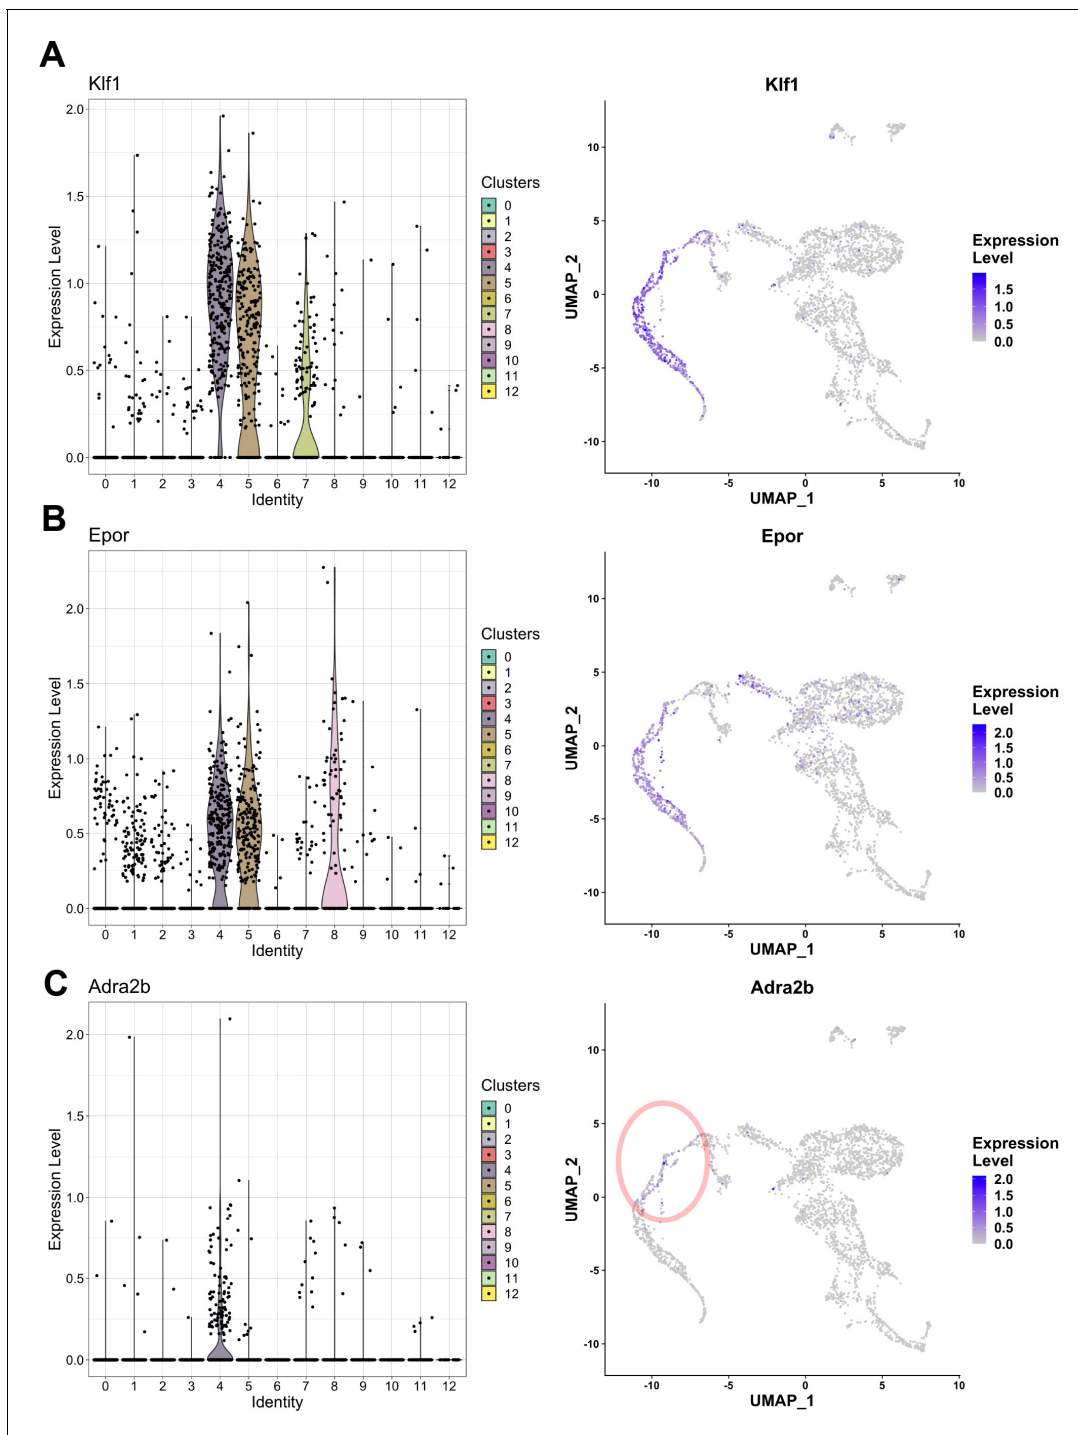 A
Klf1
Klf1
2.0
1.5
1.0
0.5
0.0
Expression Level
0 1 2 3 4 5 6 7 8 9 10 11 12
Identity
Clusters
0
1
2
3
4
5
6
7
8
9
10
11
12
10
5
0
-5
-10
UMAP_2
-10 -5 0 5 10
UMAP_1
Expression
Level
1.5
1.0
0.5
0.0
B
Epor
Epor
2.0
1.5
1.0
0.5
0.0
Expression Level
0 1 2 3 4 5 6 7 8 9 10 11 12
Identity
Clusters
0
1
2
3
4
5
6
7
8
9
10
11
12
10
5
0
-5
-10
UMAP_2
-10 -5 0 5 10
UMAP_1
Expression
Level
2.0
1.5
1.0
0.5
0.0
C
Adra2b
Adra2b
2.0
1.5
1.0
0.5
0.0
Expression Level
0 1 2 3 4 5 6 7 8 9 10 11 12
Identity
Clusters
0
1
2
3
4
5
6
7
8
9
10
11
12
10
5
0
-5
-10
UMAP_2
-10 -5 0 5 10
UMAP_1
Expression
Level
2.0
1.5
1.0
0.5
0.0